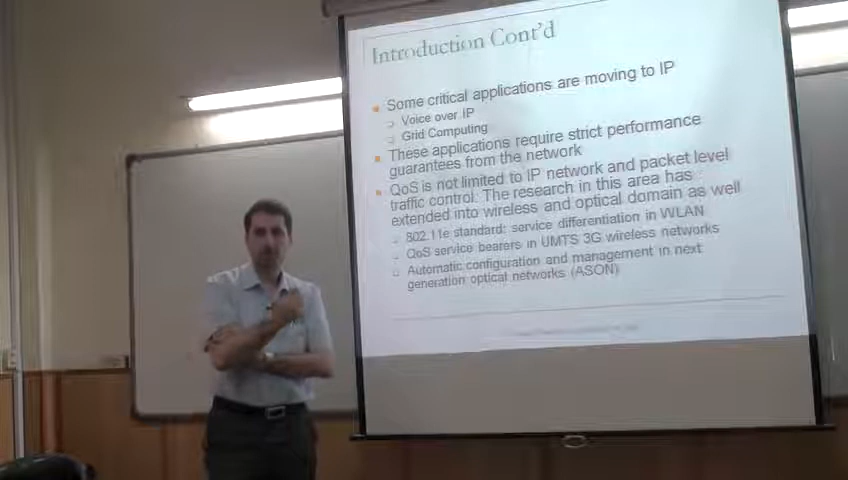 Introduction Cont'd
Some critical applications are moving to IP
Voice over IP
Grid Computing
These applications require strict performance
guarantees from the network
QoS is not limited to IP network and packet level
traffic control. The research in this area has
extended into wireless and optical domain as well
802.11e standard: service differentiation in WLAN
QoS service bearers in UMTS 3G wireless networks
Automatic configuration and management in next
generation optical networks (ASON)